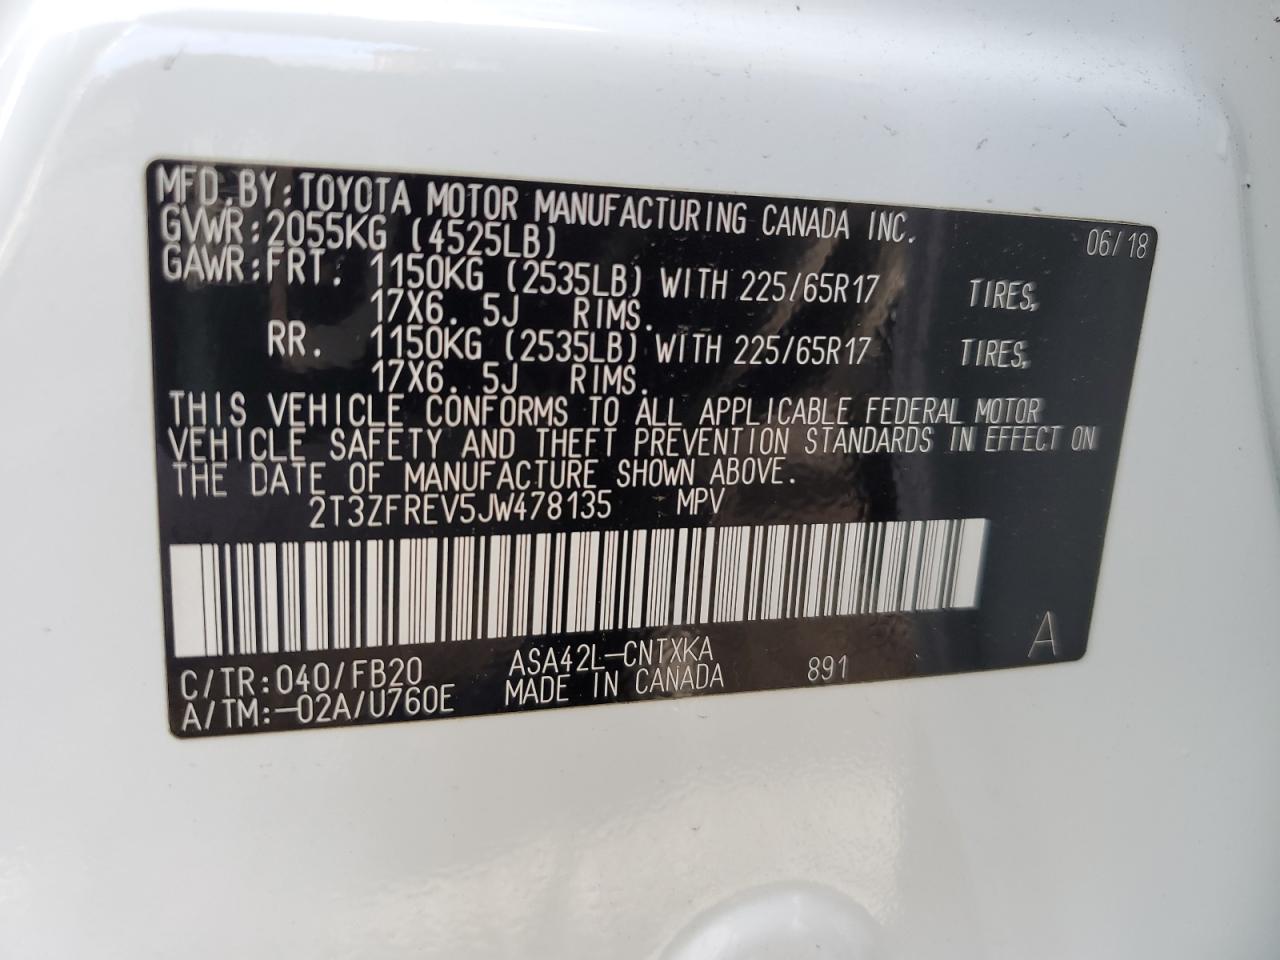 MFD. BY: TOYOTA MOTOR MANUFACTURING CANADA INC. 06/18
GVWR: 2055KG (4525LB)
GAWR: FRT. 1150KG (2535LB) WITH 225/65R17 TIRES,
17X6. 5J RIMS.
RR. 1150KG (2535LB) WITH 225/65R17 TIRES,
17X6. 5J RIMS.
THIS VEHICLE CONFORMS TO ALL APPLICABLE FEDERAL MOTOR
VEHICLE SAFETY AND THEFT PREVENTION STANDARDS IN EFFECT ON
THE DATE OF MANUFACTURE SHOWN ABOVE.
2T3ZFREV5JW478135 MPV
C/TR: 040/FB20 ASA42L-CNTXKA 891 A
A/TM: -02A/U760E MADE IN CANADA